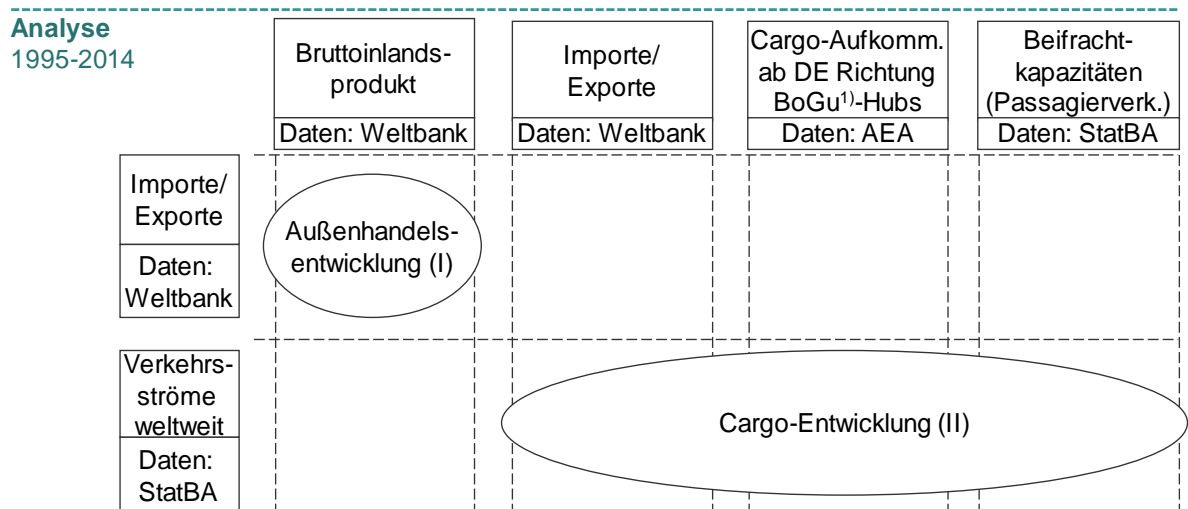 Analyse
1995-2014
Bruttoinlands-
produkt
Daten: Weltbank
Importe/
Exporte
Daten: Weltbank
Cargo-Aufkomm.
ab DE Richtung
BoGu¹⁾-Hubs
Daten: AEA
Beifracht-
kapazitäten
(Passagierverk.)
Daten: StatBA
Importe/
Exporte
Daten:
Weltbank
Außenhandels-
entwicklung (I)
Verkehrs-
ströme
weltweit
Daten:
StatBA
Cargo-Entwicklung (II)